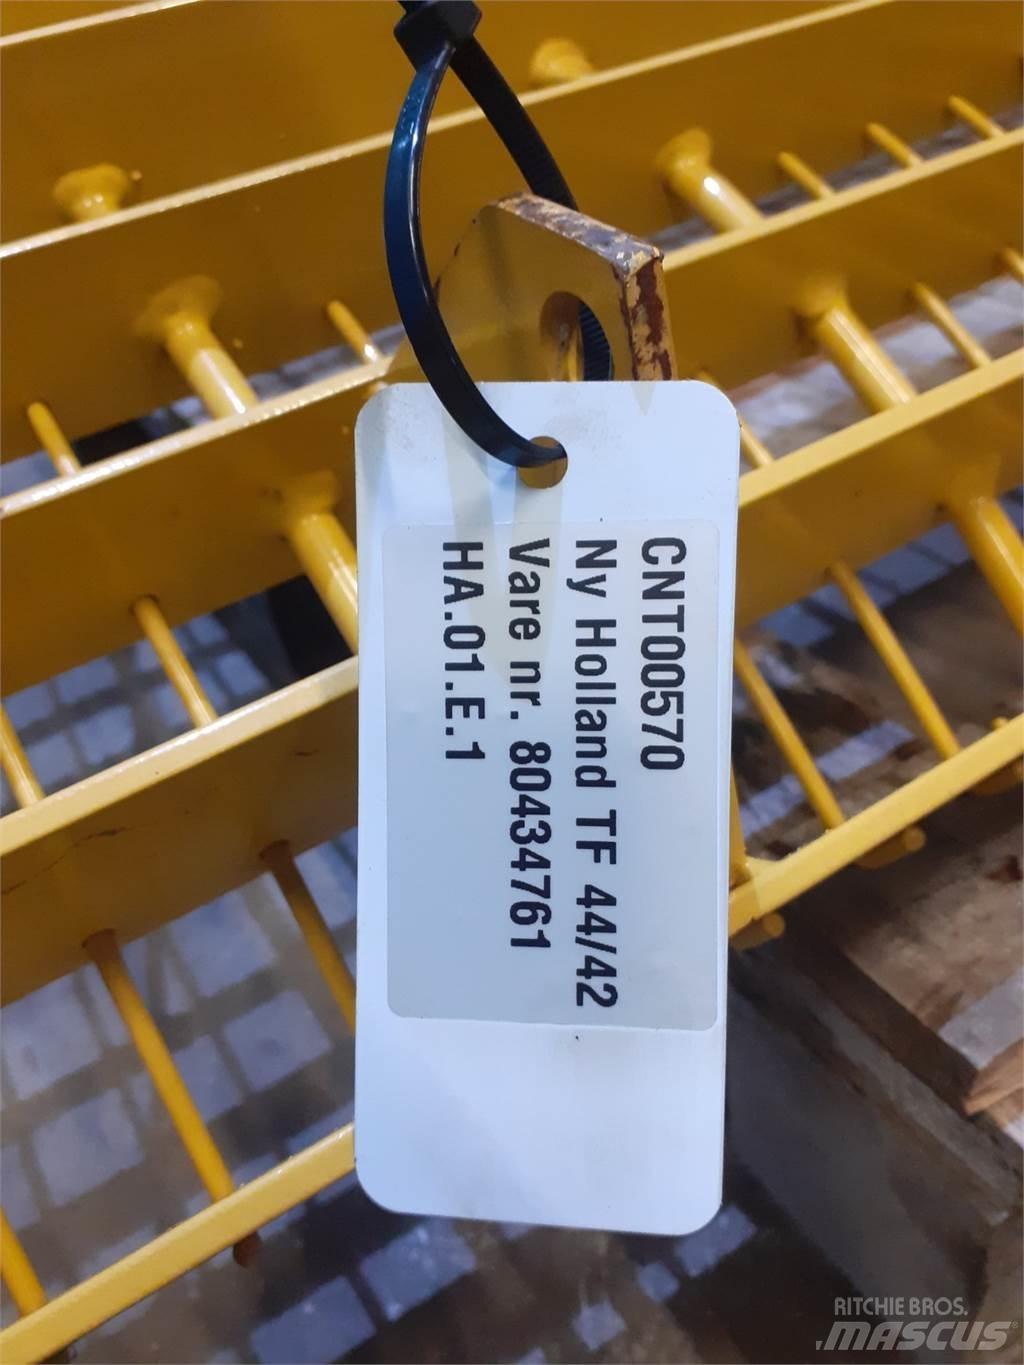 CNT00570
Ny Holland TF 44/42
Vare nr. 80434761
HA.01.E.1
RITCHIE BROS.
MASCUS